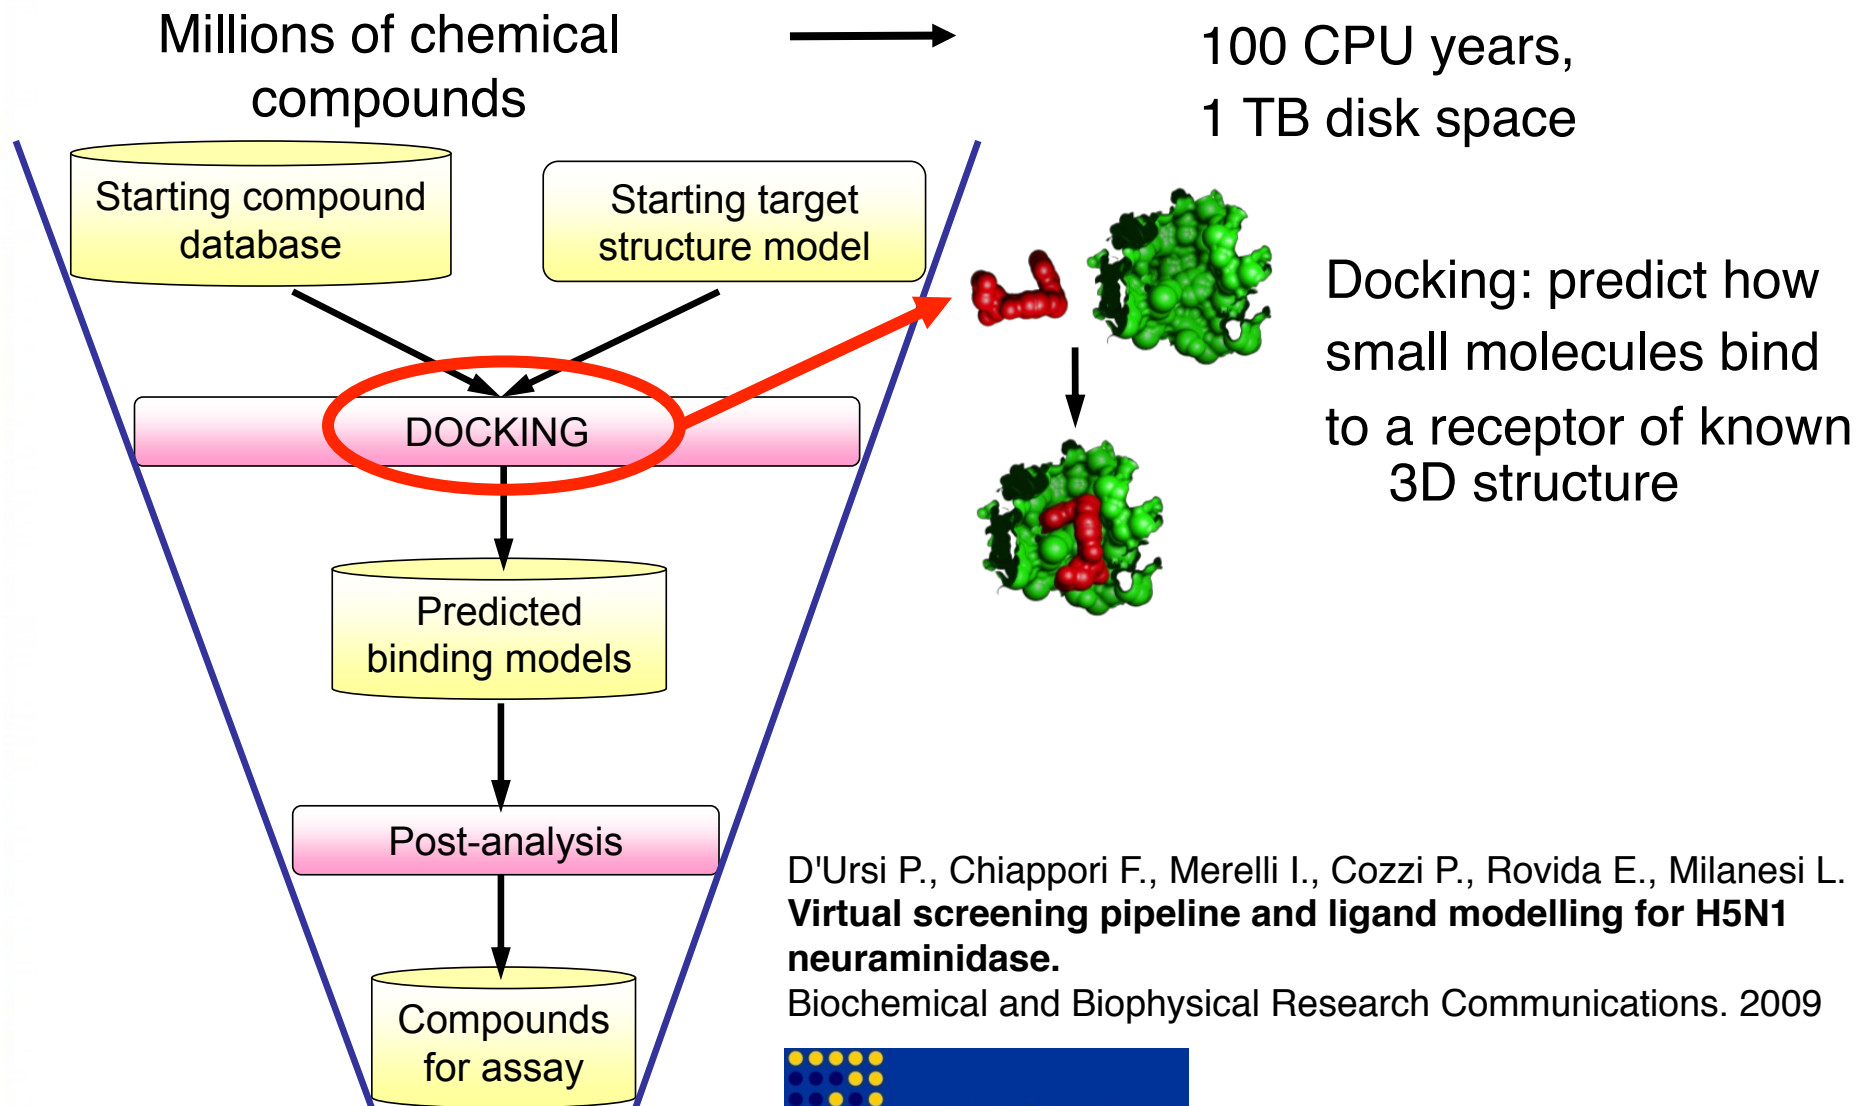 Millions of chemical
compounds
100 CPU years,
1 TB disk space
Starting compound
database
Starting target
structure model
Docking: predict how
small molecules bind
to a receptor of known
3D structure
DOCKING
Predicted
binding models
Post-analysis
Compounds
for assay
D'Ursi P., Chiappori F., Merelli I., Cozzi P., Rovida E., Milanesi L.
Virtual screening pipeline and ligand modelling for H5N1
neuraminidase.
Biochemical and Biophysical Research Communications. 2009